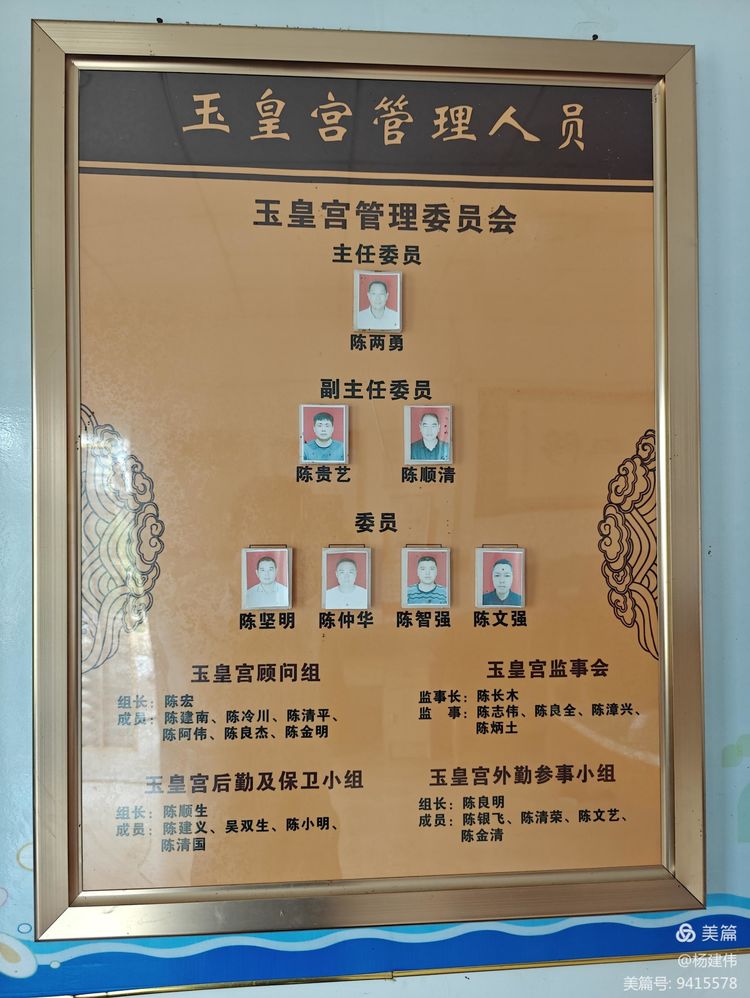 玉皇宫管理人员
玉皇宫管理委员会
主任委员
陈两勇
副主任委员
陈贵艺 陈顺清
委员
陈坚明 陈仲华 陈智强 陈文强
玉皇宫顾问组
组长：陈宏
成员：陈建南、陈冷川、陈清平、
陈阿伟、陈良杰、陈金明
玉皇宫监事会
监事长：陈长木
监　事：陈志伟、陈良全、陈漳兴、
陈炳土
玉皇宫后勤及保卫小组
组长：陈顺生
成员：陈建义、吴双生、陈小明、
陈清国
玉皇宫外勤参事小组
组长：陈良明
成员：陈银飞、陈清荣、陈文艺、
陈金清
美篇
@杨建伟
美篇号: 9415578